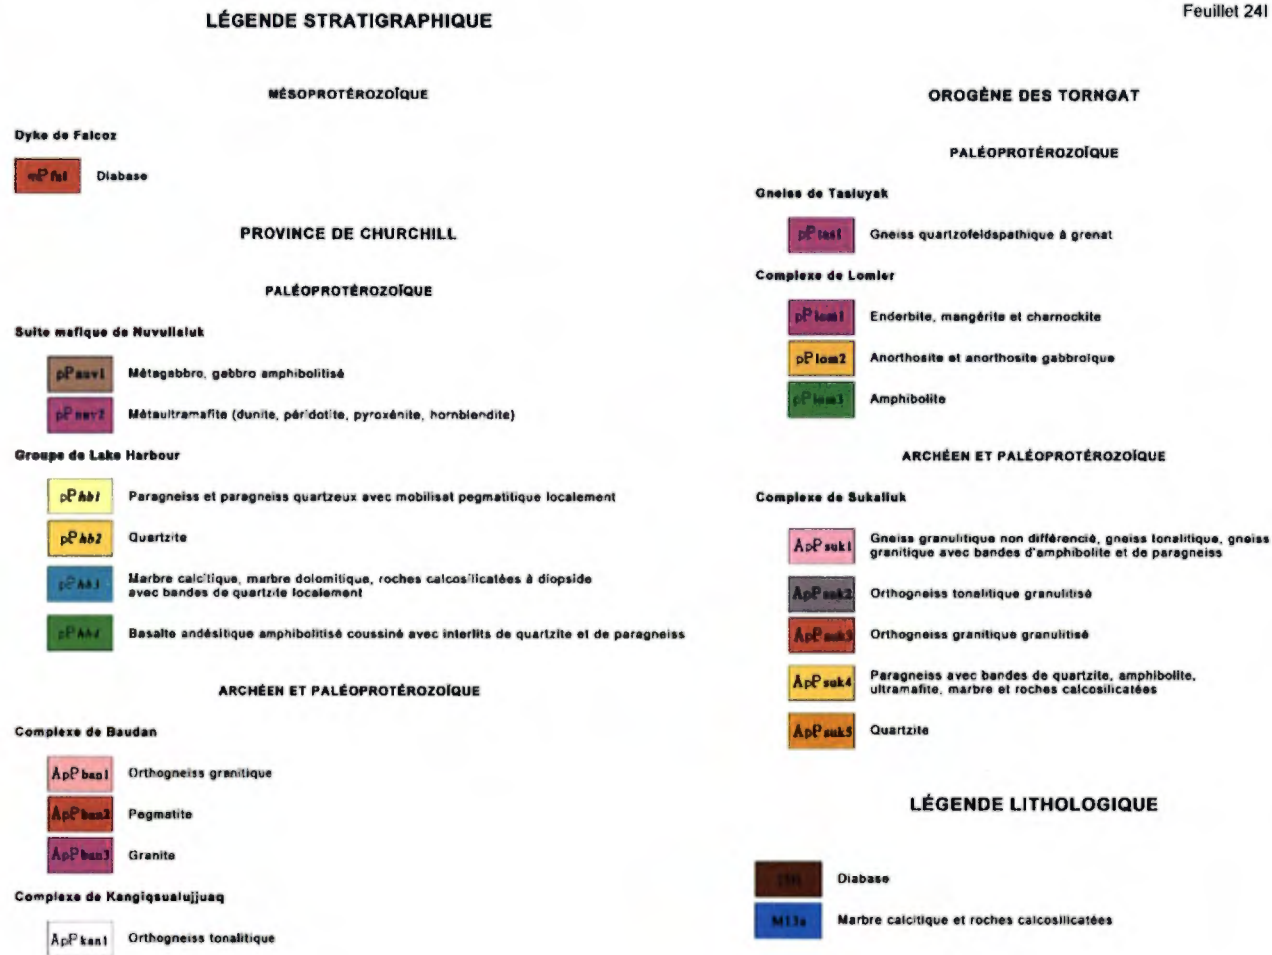 Feuillet 24I
LÉGENDE STRATIGRAPHIQUE
MÉSOPROTÉROZOÏQUE
Dyke de Falcoz
mPfal Diabase
PROVINCE DE CHURCHILL
PALÉOPROTÉROZOÏQUE
Suite mafique de Nuvulialuk
pPnuv1 Métagabbro, gabbro amphibolitisé
pPnuv2 Métaultramafite (dunite, péridotite, pyroxénite, hornblendite)
Groupe de Lake Harbour
pPhb1 Paragneiss et paragneiss quartzeux avec mobilisat pegmatitique localement
pPhb2 Quartzite
pPhb3 Marbre calcitique, marbre dolomitique, roches calcosilicatées à diopside
avec bandes de quartzite localement
pPhb4 Basalte andésitique amphibolitisé coussiné avec interlits de quartzite et de paragneiss
ARCHÉEN ET PALÉOPROTÉROZOÏQUE
Complexe de Baudan
ApPban1 Orthogneiss granitique
ApPban2 Pegmatite
ApPban3 Granite
Complexe de Kangiqsualujjuaq
ApPkan1 Orthogneiss tonalitique
OROGÈNE DES TORNGAT
PALÉOPROTÉROZOÏQUE
Gneiss de Tasiuyak
pPtas1 Gneiss quartzofeldspathique à grenat
Complexe de Lomier
pPlom1 Enderbite, mangérite et charnockite
pPlom2 Anorthosite et anorthosite gabbroïque
pPlom3 Amphibolite
ARCHÉEN ET PALÉOPROTÉROZOÏQUE
Complexe de Sukaliuk
ApPsuk1 Gneiss granulitique non différencié, gneiss tonalitique, gneiss
granitique avec bandes d'amphibolite et de paragneiss
ApPsuk2 Orthogneiss tonalitique granulitisé
ApPsuk3 Orthogneiss granitique granulitisé
ApPsuk4 Paragneiss avec bandes de quartzite, amphibolite,
ultramafite, marbre et roches calcosilicatées
ApPsuk5 Quartzite
LÉGENDE LITHOLOGIQUE
Diabase
M13a Marbre calcitique et roches calcosilicatées